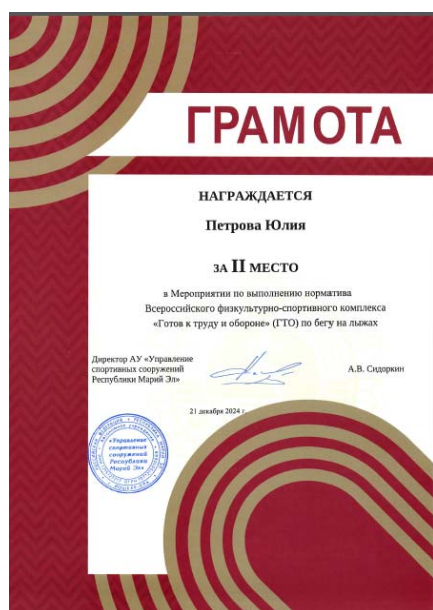 ГРАМОТА
НАГРАЖДАЕТСЯ
Петрова Юлия
ЗА II МЕСТО
в Мероприятии по выполнению норматива
Всероссийского физкультурно-спортивного комплекса
«Готов к труду и обороне» (ГТО) по бегу на лыжах
Директор АУ «Управление
спортивных сооружений
Республики Марий Эл»
А.В. Сидоркин
21 декабря 2024 г.
«Управление
спортивных
сооружений
Республики
Марий Эл»